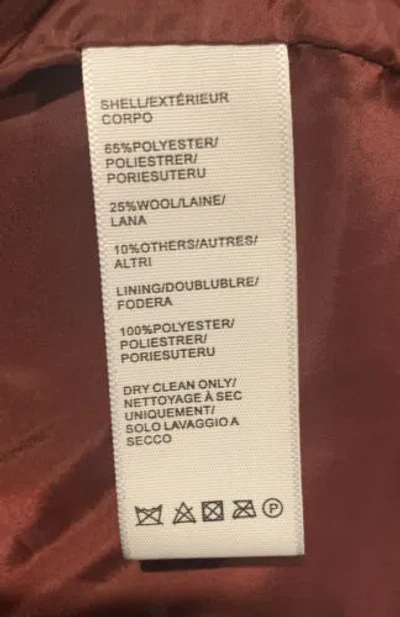 SHELL/EXTÉRIEUR
CORPO
65%POLYESTER/
POLIESTRER/
PORIESUTERU
25%WOOL/LAINE/
LANA
10%OTHERS/AUTRES/
ALTRI
LINING/DOUBLUBLRE/
FODERA
100%POLYESTER/
POLIESTRER/
PORIESUTERU
DRY CLEAN ONLY/
NETTOYAGE À SEC
UNIQUEMENT/
SOLO LAVAGGIO A
SECCO
P